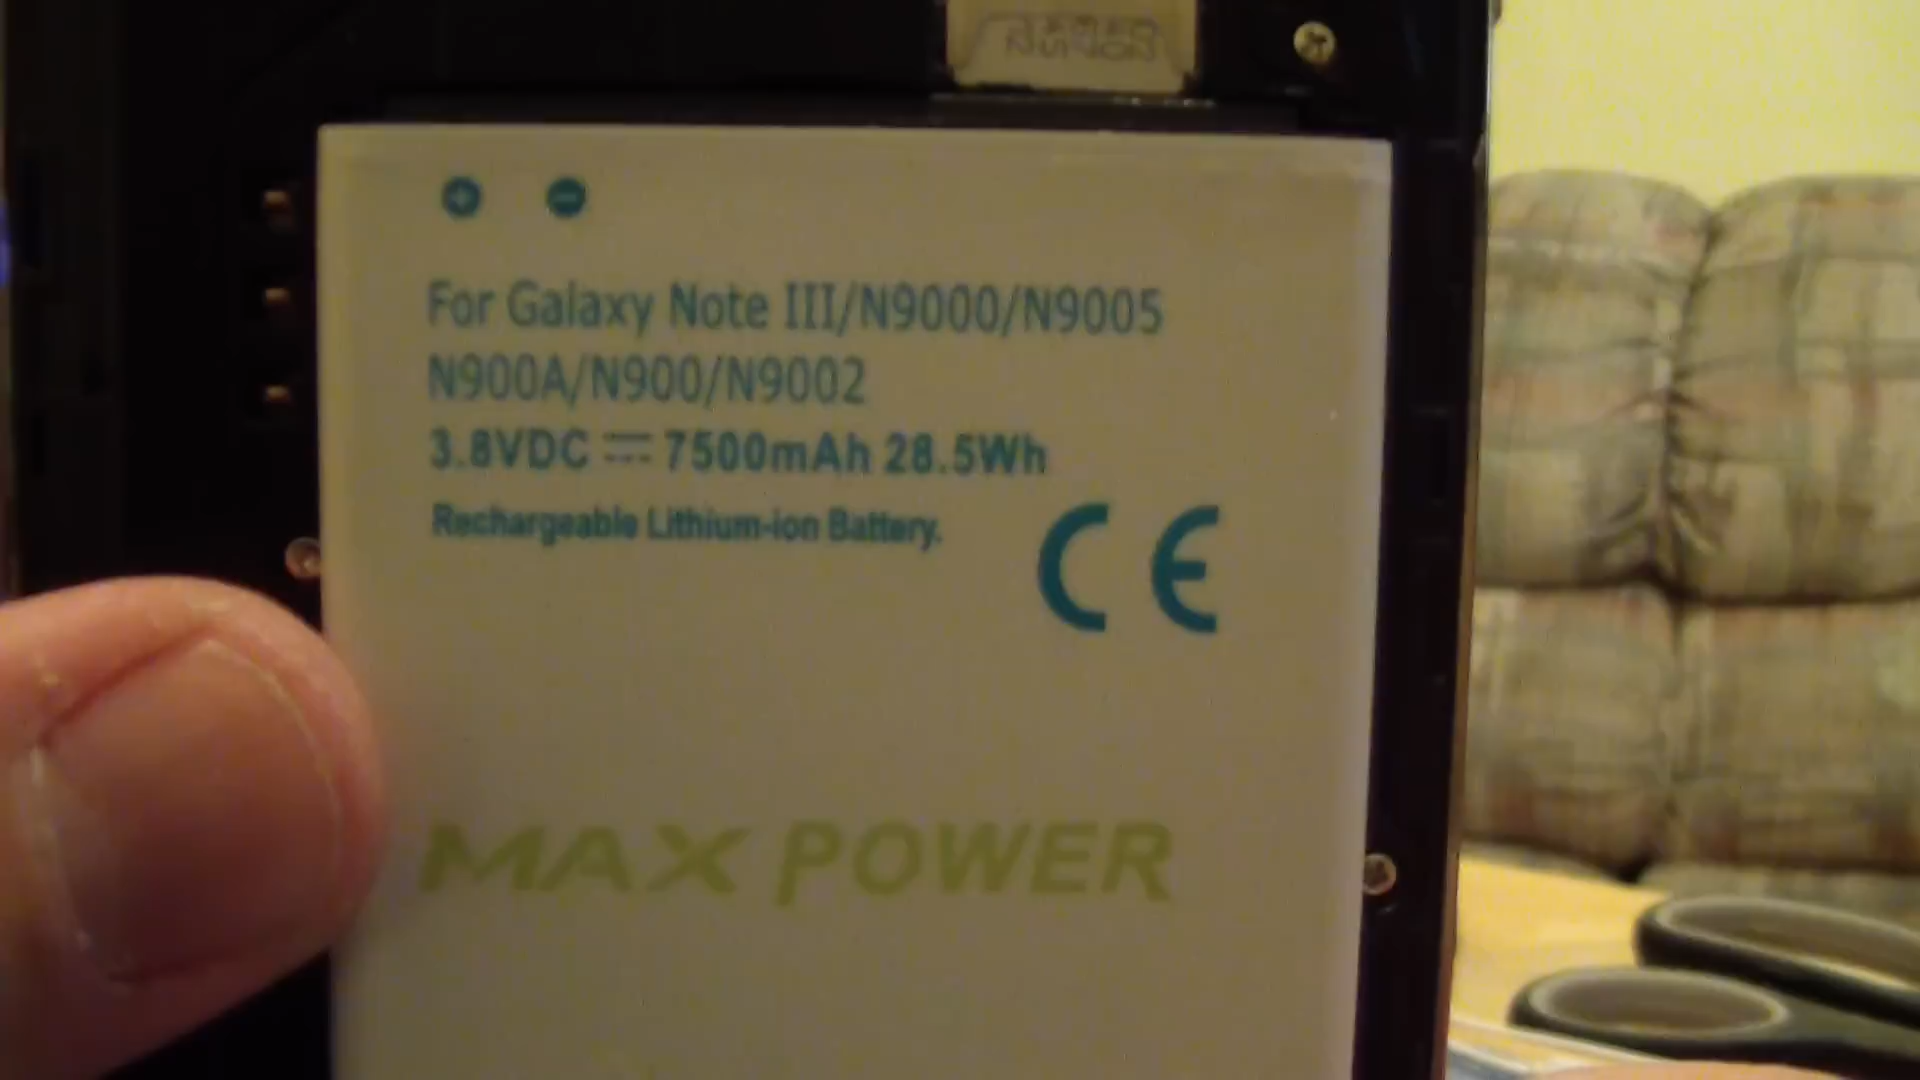 For Galaxy Note III/N9000/N9005
N900A/N900/N9002
3.8VDC ⎓ 7500mAh 28.5Wh
Rechargeable Lithium-ion Battery.
CE
MAX POWER